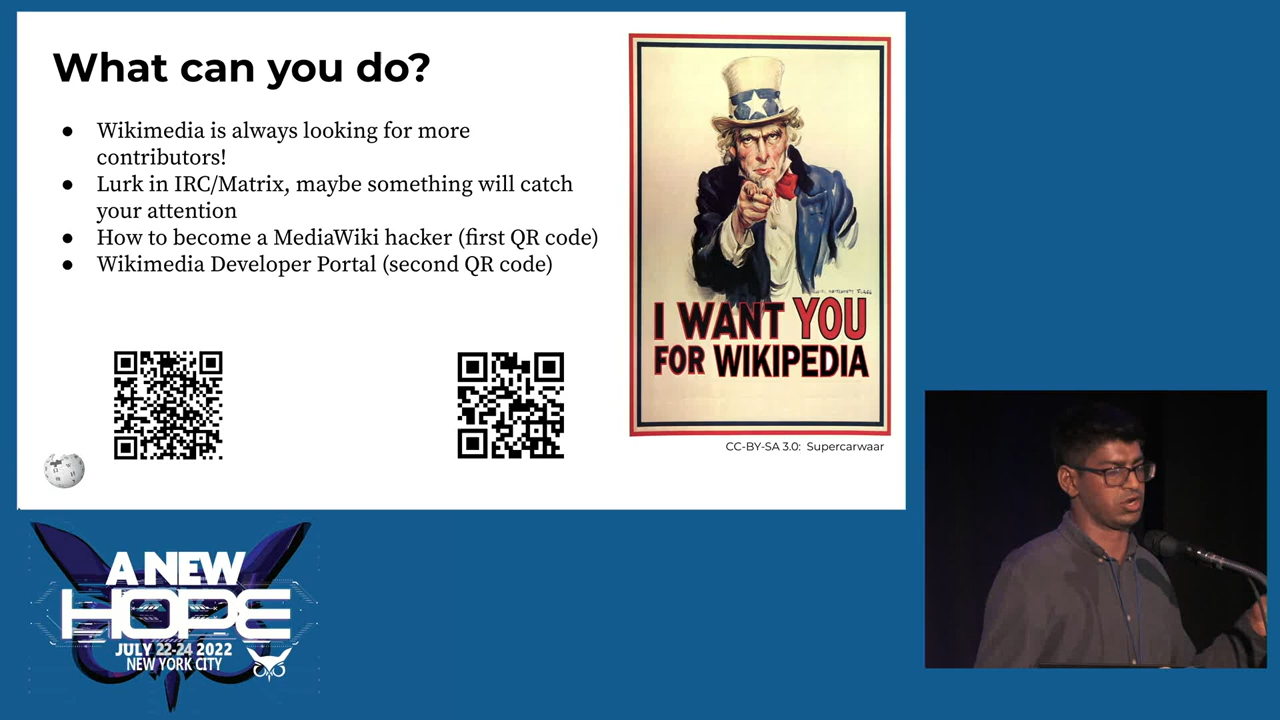 What can you do?
● Wikimedia is always looking for more
contributors!
● Lurk in IRC/Matrix, maybe something will catch
your attention
● How to become a MediaWiki hacker (first QR code)
● Wikimedia Developer Portal (second QR code)
I WANT YOU
FOR WIKIPEDIA
CC-BY-SA 3.0: Supercarwaar
A NEW
HOPE
JULY 22-24 2022
NEW YORK CITY